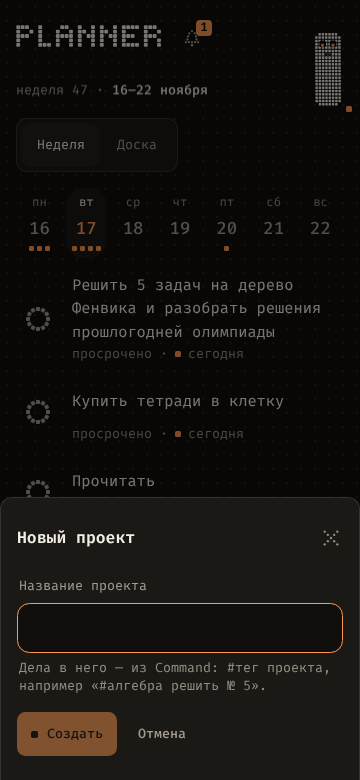 PLANNER
1
неделя 47 · 16–22 ноября
Неделя Доска
пн вт ср чт пт сб вс
16 17 18 19 20 21 22
Решить 5 задач на дерево
Фенвика и разобрать решения
прошлогодней олимпиады
просрочено · сегодня
Купить тетради в клетку
просрочено · сегодня
Прочитать
Новый проект
Название проекта
Дела в него — из Command: #тег проекта,
например «#алгебра решить № 5».
Создать Отмена